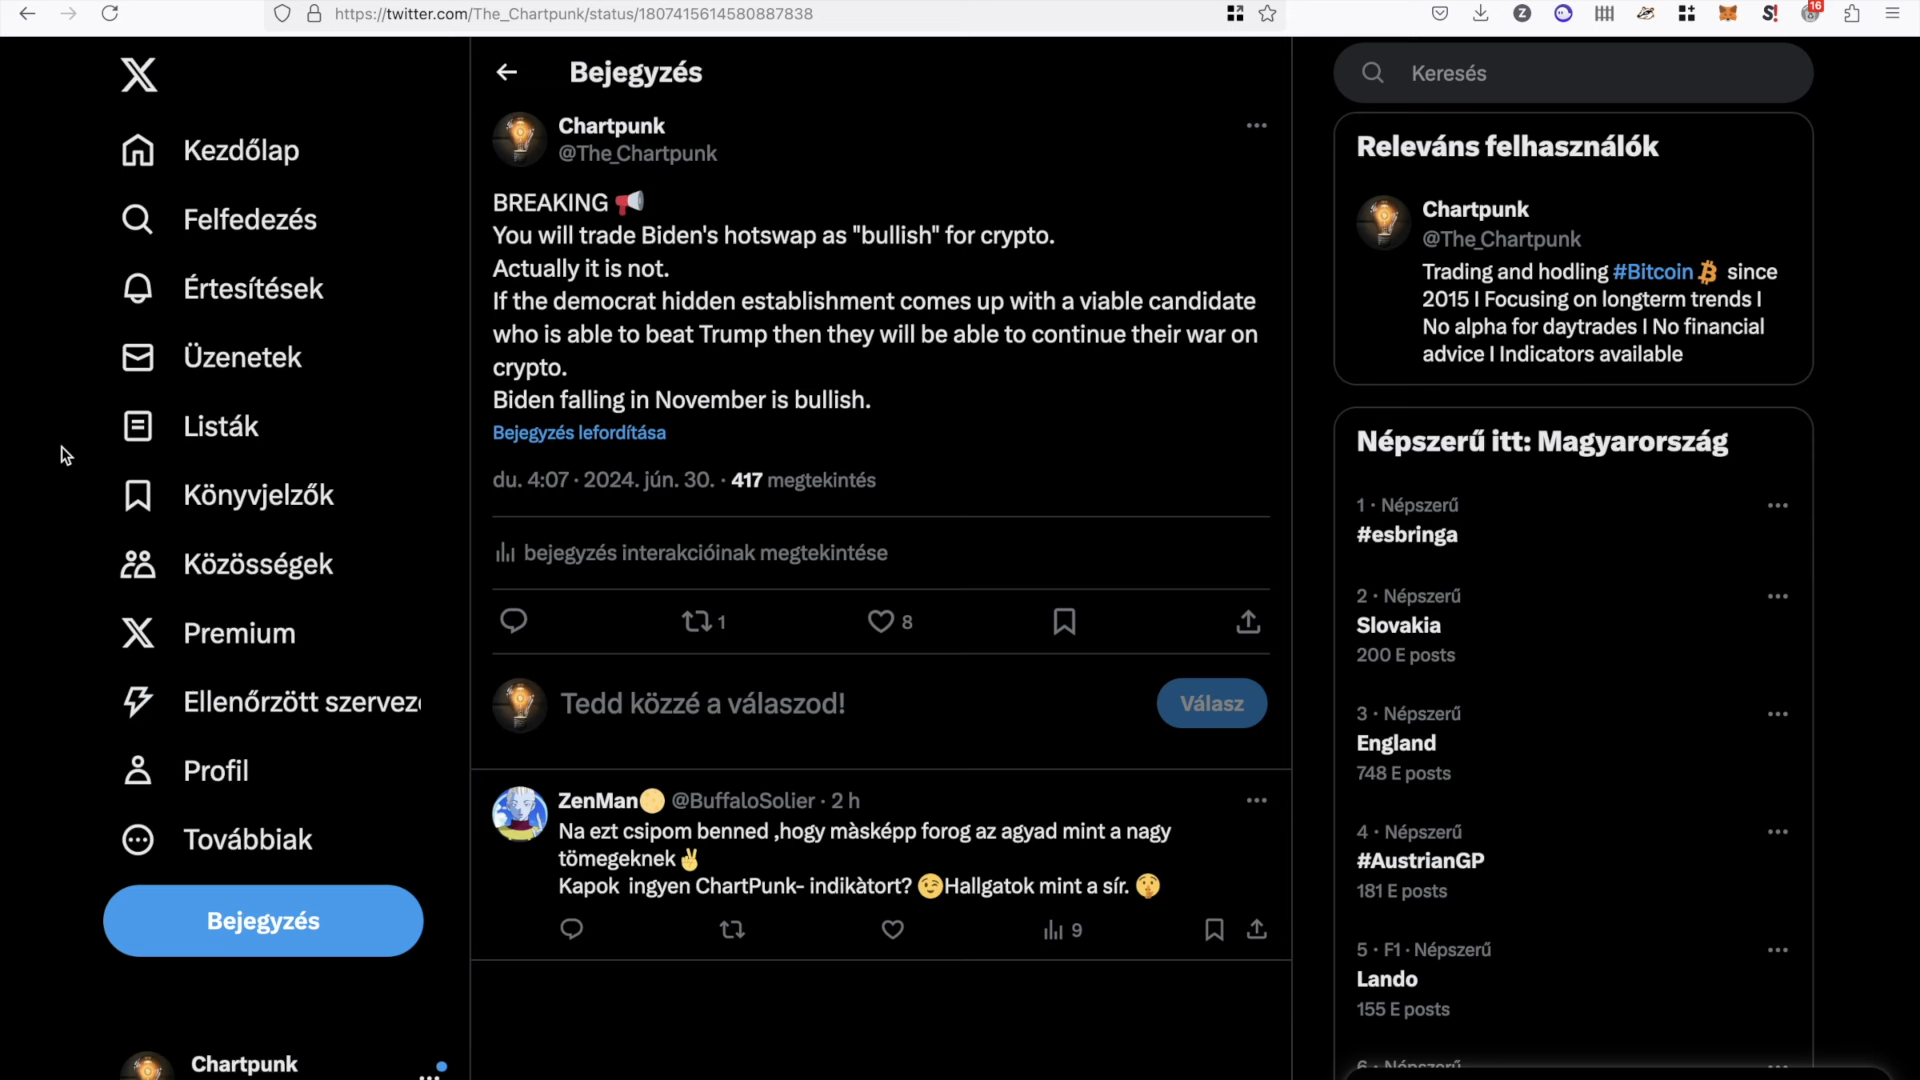 https://twitter.com/The_Chartpunk/status/1807415614580887838
16
Kezdőlap
Felfedezés
Értesítések
Üzenetek
Listák
Könyvjelzők
Közösségek
Premium
Ellenőrzött szerveze
Profil
Továbbiak
Bejegyzés
Chartpunk
Bejegyzés
Chartpunk
@The_Chartpunk
BREAKING
You will trade Biden's hotswap as "bullish" for crypto.
Actually it is not.
If the democrat hidden establishment comes up with a viable candidate
who is able to beat Trump then they will be able to continue their war on
crypto.
Biden falling in November is bullish.
Bejegyzés lefordítása
du. 4:07 · 2024. jún. 30. · 417 megtekintés
bejegyzés interakcióinak megtekintése
1
8
Tedd közzé a válaszod!
Válasz
ZenMan @BuffaloSolier · 2 h
Na ezt csipom benned ,hogy màsképp forog az agyad mint a nagy
tömegeknek
Kapok ingyen ChartPunk- indikàtort? Hallgatok mint a sír.
9
Keresés
Releváns felhasználók
Chartpunk
@The_Chartpunk
Trading and hodling #Bitcoin since
2015 I Focusing on longterm trends I
No alpha for daytrades I No financial
advice I Indicators available
Népszerű itt: Magyarország
1 · Népszerű
#esbringa
2 · Népszerű
Slovakia
200 E posts
3 · Népszerű
England
748 E posts
4 · Népszerű
#AustrianGP
181 E posts
5 · F1 · Népszerű
Lando
155 E posts
6 · Népszerű